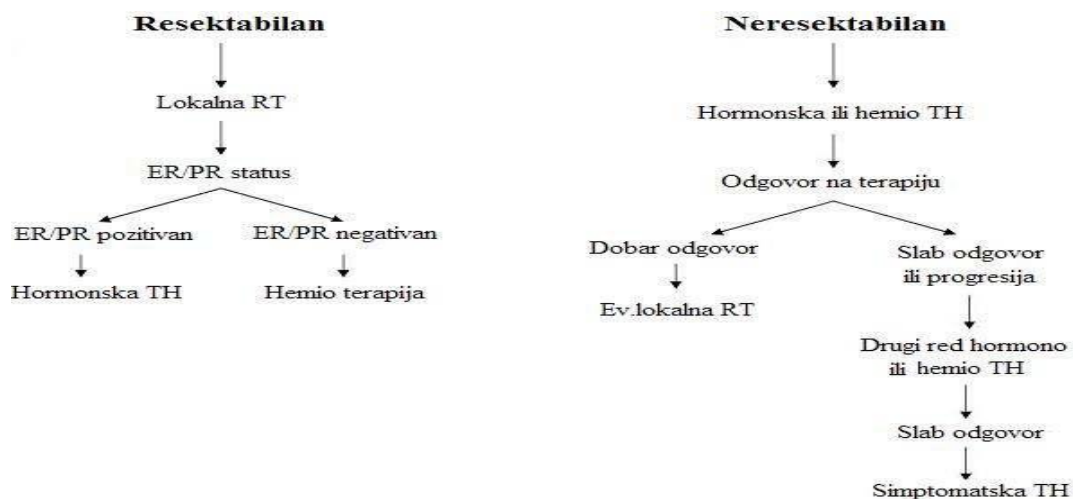 Resektabilan
Lokalna RT
ER/PR status
ER/PR pozitivan
ER/PR negativan
Hormonska TH
Hemio terapija
Neresektabilan
Hormonska ili hemio TH
Odgovor na terapiju
Dobar odgovor
Ev.lokalna RT
Slab odgovor
ili progresija
Drugi red hormono
ili hemio TH
Slab odgovor
Simptomatska TH